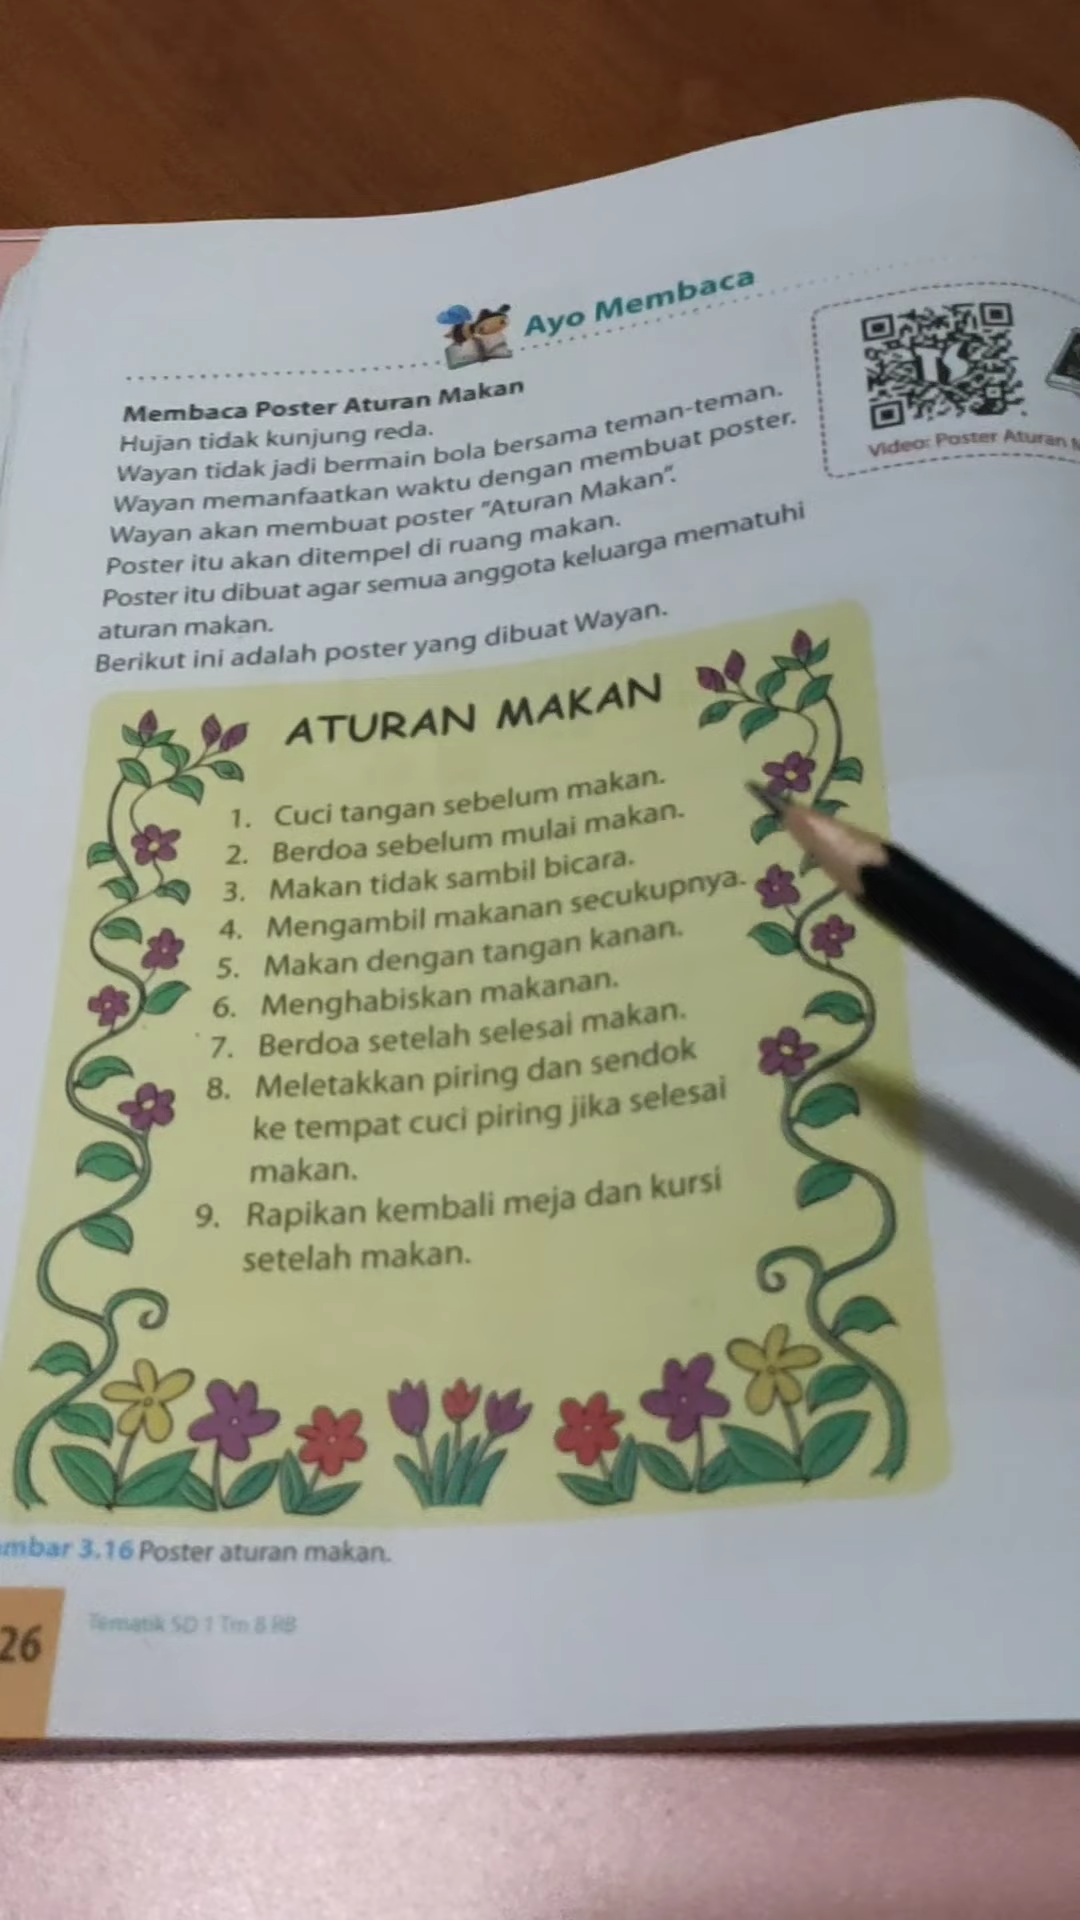 Ayo Membaca
Membaca Poster Aturan Makan
Hujan tidak kunjung reda.
Wayan tidak jadi bermain bola bersama teman-teman.
Wayan memanfaatkan waktu dengan membuat poster.
Wayan akan membuat poster "Aturan Makan".
Poster itu akan ditempel di ruang makan.
Poster itu dibuat agar semua anggota keluarga mematuhi
aturan makan.
Berikut ini adalah poster yang dibuat Wayan.
TS
Video: Poster Aturan
ATURAN MAKAN
1. Cuci tangan sebelum makan.
2. Berdoa sebelum mulai makan.
3. Makan tidak sambil bicara.
4. Mengambil makanan secukupnya.
5. Makan dengan tangan kanan.
6. Menghabiskan makanan.
7. Berdoa setelah selesai makan.
8. Meletakkan piring dan sendok
ke tempat cuci piring jika selesai
makan.
9. Rapikan kembali meja dan kursi
setelah makan.
mbar 3.16 Poster aturan makan.
26
Tematik SD 1 Tm 8 RB